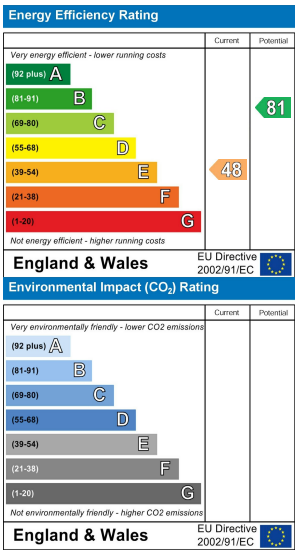 Energy Efficiency Rating
Current Potential
Very energy efficient - lower running costs
(92 plus) A
(81-91) B
81
(69-80) C
(55-68) D
(39-54) E
48
(21-38) F
(1-20) G
Not energy efficient - higher running costs
England & Wales
EU Directive
2002/91/EC
Environmental Impact (CO2) Rating
Current Potential
Very environmentally friendly - lower CO2 emissions
(92 plus) A
(81-91) B
(69-80) C
(55-68) D
(39-54) E
(21-38) F
(1-20) G
Not environmentally friendly - higher CO2 emissions
England & Wales
EU Directive
2002/91/EC